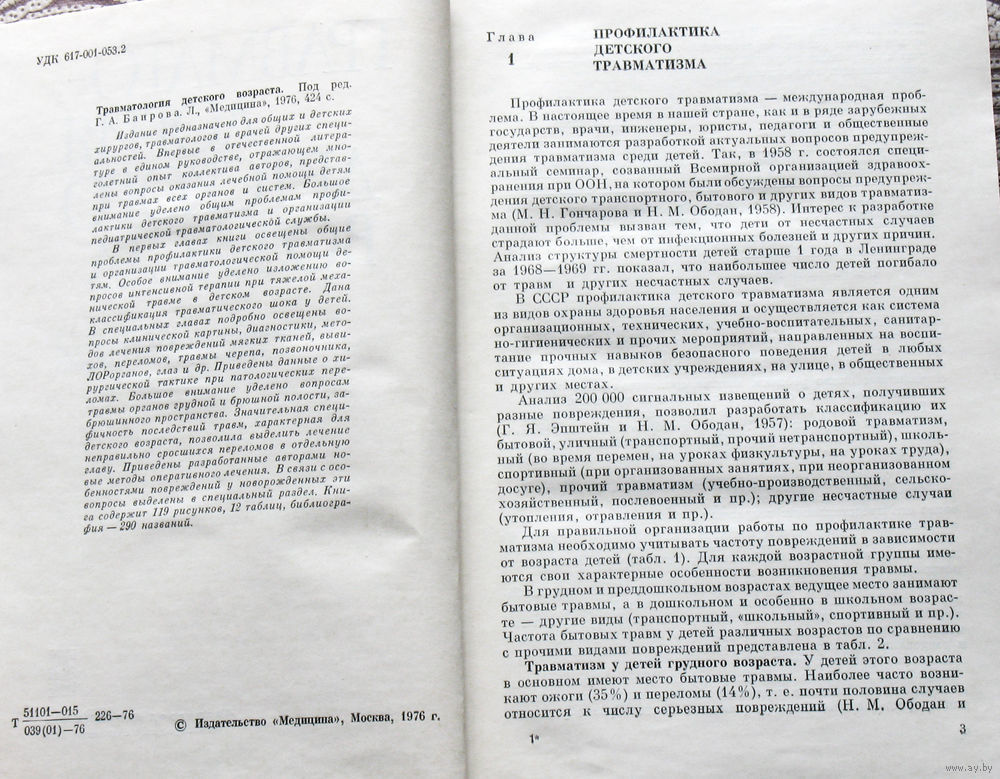 УДК 617-001-053.2
Травматология детского возраста. Под ред.
Г. А. Баирова. Л., «Медицина», 1976, 424 с.
Издание предназначено для общих и детских
хирургов, травматологов и врачей других специ-
альностей. Впервые в отечественной литера-
туре в едином руководстве, отражающем мно-
голетний опыт коллектива авторов, представ-
лены вопросы оказания лечебной помощи детям
при травмах всех органов и систем. Большое
внимание уделено общим проблемам профи-
лактики детского травматизма и организации
педиатрической травматологической службы.
В первых главах книги освещены общие
проблемы профилактики детского травматизма
и организации травматологической помощи де-
тям. Особое внимание уделено изложению во-
просов интенсивной терапии при тяжелой меха-
нической травме в детском возрасте. Дана
классификация травматического шока у детей.
В специальных главах подробно освещены во-
просы клинической картины, диагностики, мето-
дов лечения повреждений мягких тканей, выви-
хов, переломов, травмы черепа, позвоночника,
ЛОРорганов, глаз и др. Приведены данные о хи-
рургической тактике при патологических пере-
ломах. Большое внимание уделено вопросам
травмы органов грудной и брюшной полости, за-
брюшинного пространства. Значительная специ-
фичность последствий травм, характерная для
детского возраста, позволила выделить лечение
неправильно сросшихся переломов в отдельную
главу. Приведены разработанные авторами но-
вые методы оперативного лечения. В связи с осо-
бенностями повреждений у новорожденных эти
вопросы выделены в специальный раздел. Кни-
га содержит 119 рисунков, 12 таблиц, библиогра-
фия — 290 названий.
Т 51101—015
039(01)—76 226-76
© Издательство «Медицина», Москва, 1976 г.
Глава
1
ПРОФИЛАКТИКА
ДЕТСКОГО
ТРАВМАТИЗМА
Профилактика детского травматизма — международная проб-
лема. В настоящее время в нашей стране, как и в ряде зарубежных
государств, врачи, инженеры, юристы, педагоги и общественные
деятели занимаются разработкой актуальных вопросов предупреж-
дения травматизма среди детей. Так, в 1958 г. состоялся специ-
альный семинар, созванный Всемирной организацией здравоох-
ранения при ООН, на котором были обсуждены вопросы предупреж-
дения детского транспортного, бытового и других видов травматиз-
ма (М. Н. Гончарова и Н. М. Ободан, 1958). Интерес к разработке
данной проблемы вызван тем, что дети от несчастных случаев
страдают больше, чем от инфекционных болезней и других причин.
Анализ структуры смертности детей старше 1 года в Ленинграде
за 1968—1969 гг. показал, что наибольшее число детей погибало
от травм и других несчастных случаев.
В СССР профилактика детского травматизма является одним
из видов охраны здоровья населения и осуществляется как система
организационных, технических, учебно-воспитательных, санитар-
но-гигиенических и прочих мероприятий, направленных на воспи-
тание прочных навыков безопасного поведения детей в любых
ситуациях дома, в детских учреждениях, на улице, в общественных
и других местах.
Анализ 200 000 сигнальных извещений о детях, получивших
разные повреждения, позволил разработать классификацию их
(Г. Я. Эпштейн и Н. М. Ободан, 1957): родовой травматизм,
бытовой, уличный (транспортный, прочий нетранспортный), школь-
ный (во время перемен, на уроках физкультуры, на уроках труда),
спортивный (при организованных занятиях, при неорганизованном
досуге), прочий травматизм (учебно-производственный, сельско-
хозяйственный, послевоенный и пр.); другие несчастные случаи
(утопления, отравления и пр.).
Для правильной организации работы по профилактике трав-
матизма необходимо учитывать частоту повреждений в зависимости
от возраста детей (табл. 1). Для каждой возрастной группы име-
ются свои характерные особенности возникновения травмы.
В грудном и преддошкольном возрастах ведущее место занимают
бытовые травмы, а в дошкольном и особенно в школьном возрас-
те — другие виды (транспортный, «школьный», спортивный и пр.).
Частота бытовых травм у детей различных возрастов по сравнению
с прочими видами повреждений представлена в табл. 2.
Травматизм у детей грудного возраста. У детей этого возраста
в основном имеют место бытовые травмы. Наиболее часто возни-
кают ожоги (35%) и переломы (14%), т. е. почти половина случаев
относится к числу серьезных повреждений (Н. М. Ободан и
1*
3
www.ay.by